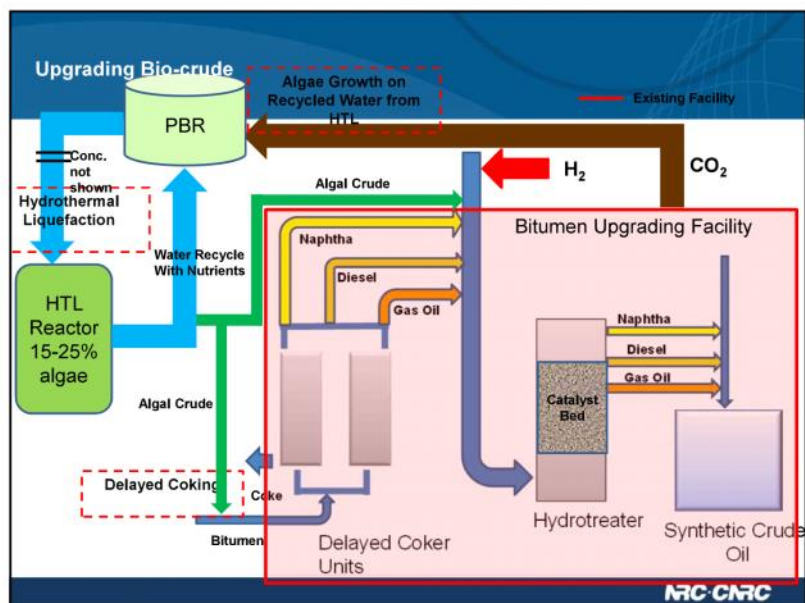 Upgrading Bio-crude
Algae Growth on
Recycled Water from
HTL
Existing Facility
PBR
Conc.
not
shown
Hydrothermal
Liquefaction
Algal Crude
H2
CO2
Bitumen Upgrading Facility
Naphtha
Water Recycle
With Nutrients
Diesel
Gas Oil
HTL
Reactor
15-25%
algae
Naphtha
Diesel
Gas Oil
Catalyst
Bed
Algal Crude
Delayed Coking
Coke
Bitumen
Delayed Coker
Units
Hydrotreater
Synthetic Crude
Oil
NRC·CNRC